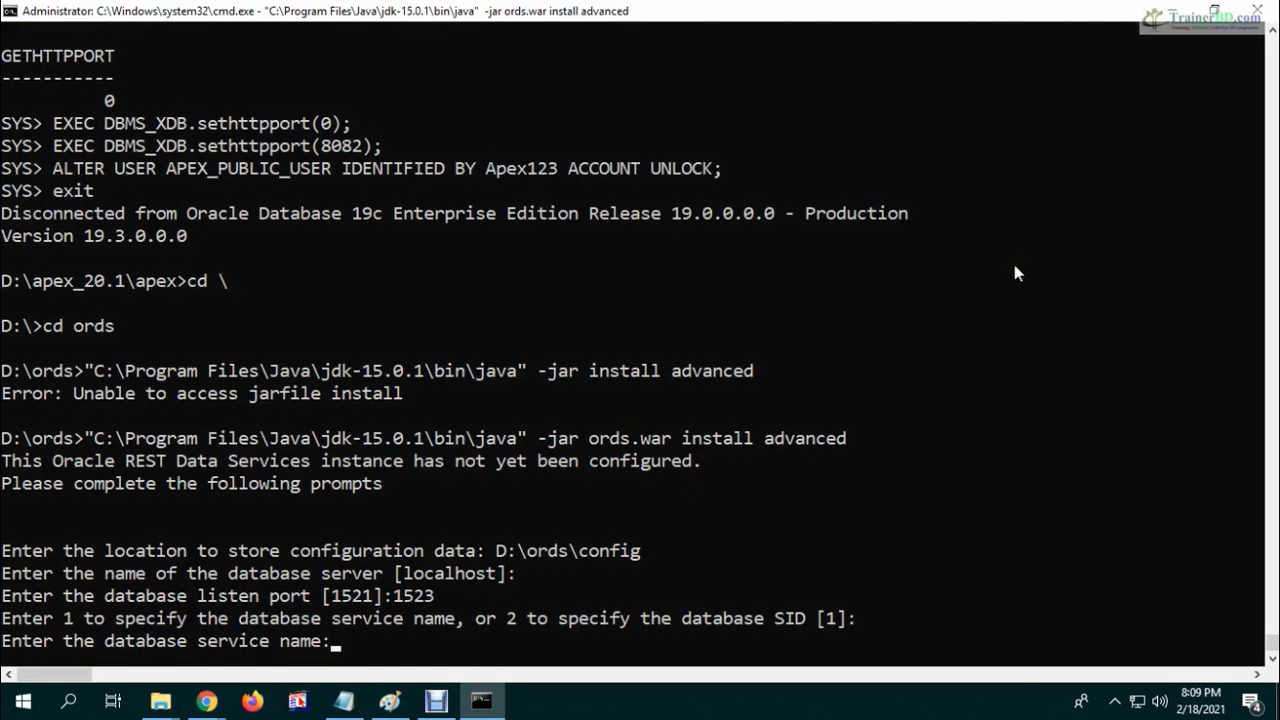 Administrator: C:\Windows\system32\cmd.exe - "C:\Program Files\Java\jdk-15.0.1\bin\java" -jar ords.war install advanced
TrainerBD.com
GETHTTPPORT
-----------
0
SYS> EXEC DBMS_XDB.sethttpport(0);
SYS> EXEC DBMS_XDB.sethttpport(8082);
SYS> ALTER USER APEX_PUBLIC_USER IDENTIFIED BY Apex123 ACCOUNT UNLOCK;
SYS> exit
Disconnected from Oracle Database 19c Enterprise Edition Release 19.0.0.0.0 - Production
Version 19.3.0.0.0
D:\apex_20.1\apex>cd \
D:\>cd ords
D:\ords>"C:\Program Files\Java\jdk-15.0.1\bin\java" -jar install advanced
Error: Unable to access jarfile install
D:\ords>"C:\Program Files\Java\jdk-15.0.1\bin\java" -jar ords.war install advanced
This Oracle REST Data Services instance has not yet been configured.
Please complete the following prompts
Enter the location to store configuration data: D:\ords\config
Enter the name of the database server [localhost]:
Enter the database listen port [1521]:1523
Enter 1 to specify the database service name, or 2 to specify the database SID [1]:
Enter the database service name:
8:09 PM
2/18/2021
4